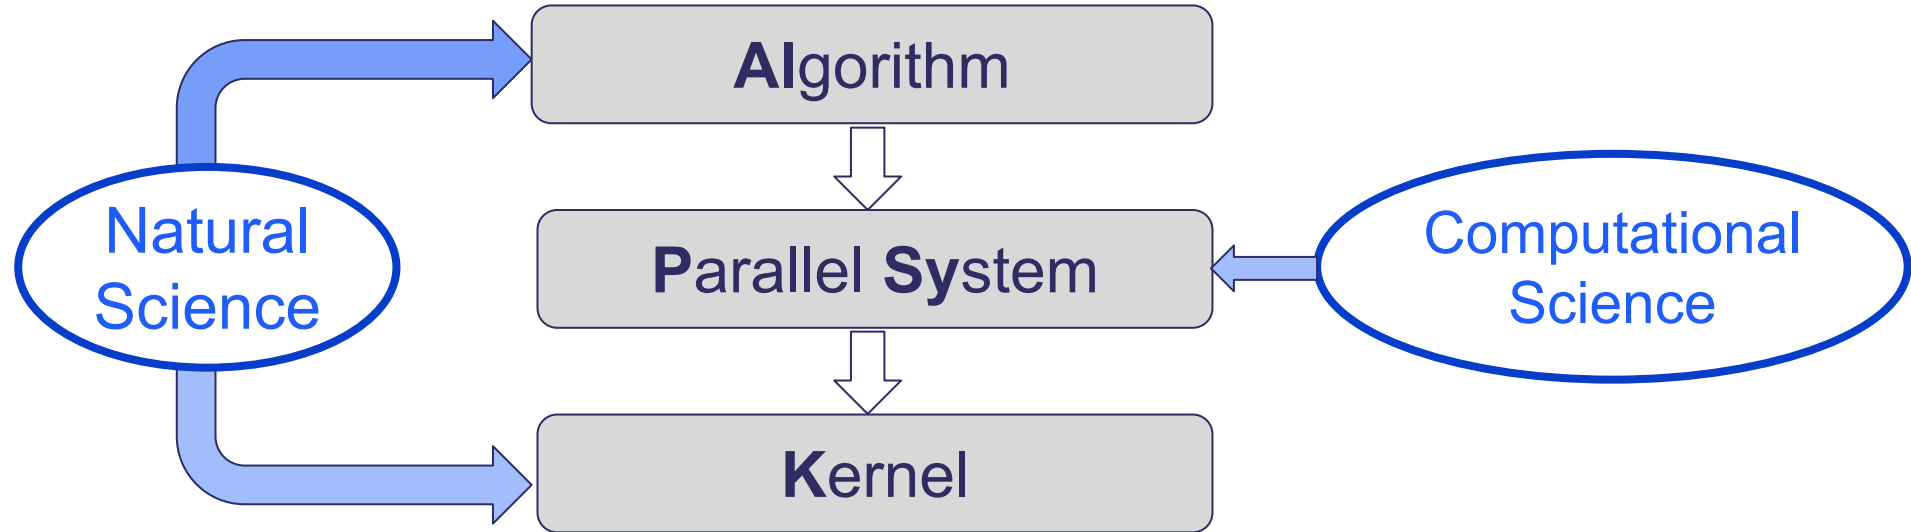 Algorithm
Natural
Science
Parallel System
Computational
Science
Kernel